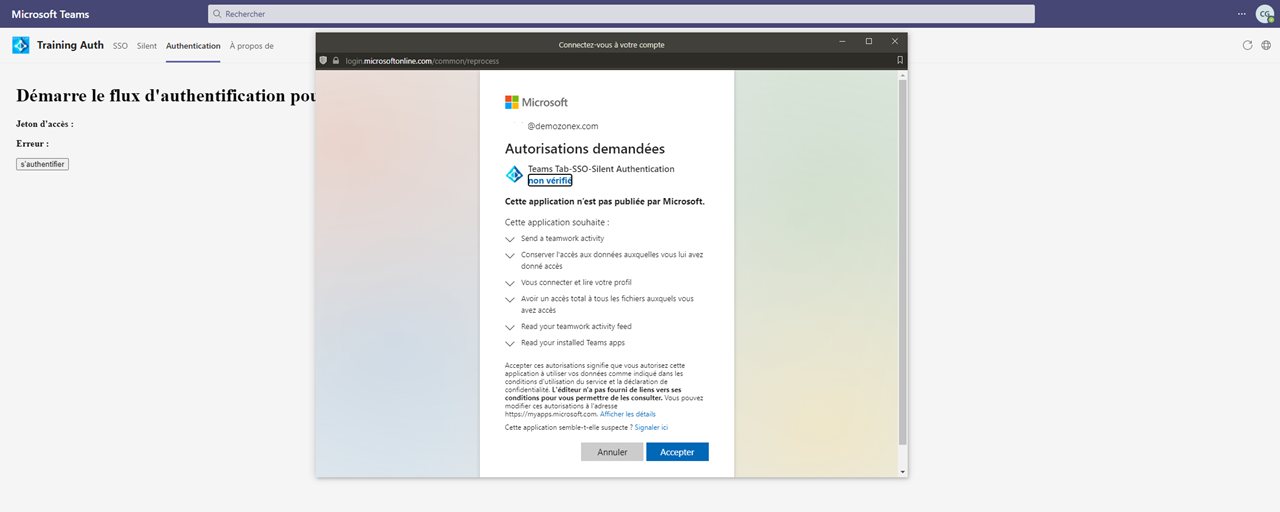 Microsoft Teams
Rechercher
CG
Training Auth
SSO
Silent
Authentication
À propos de
Démarre le flux d'authentification pou
Jeton d'accès :
Erreur :
s'authentifier
Connectez-vous à votre compte
login.microsoftonline.com/common/reprocess
Microsoft
@demozonex.com
Autorisations demandées
Teams Tab-SSO-Silent Authentication
non vérifié
Cette application n'est pas publiée par Microsoft.
Cette application souhaite :
Send a teamwork activity
Conserver l'accès aux données auxquelles vous lui avez
donné accès
Vous connecter et lire votre profil
Avoir un accès total à tous les fichiers auxquels vous
avez accès
Read your teamwork activity feed
Read your installed Teams apps
Accepter ces autorisations signifie que vous autorisez cette
application à utiliser vos données comme indiqué dans les
conditions d'utilisation du service et la déclaration de
confidentialité. L'éditeur n'a pas fourni de liens vers ses
conditions pour vous permettre de les consulter. Vous pouvez
modifier ces autorisations à l'adresse
https://myapps.microsoft.com. Afficher les détails
Cette application semble-t-elle suspecte ? Signaler ici
Annuler
Accepter